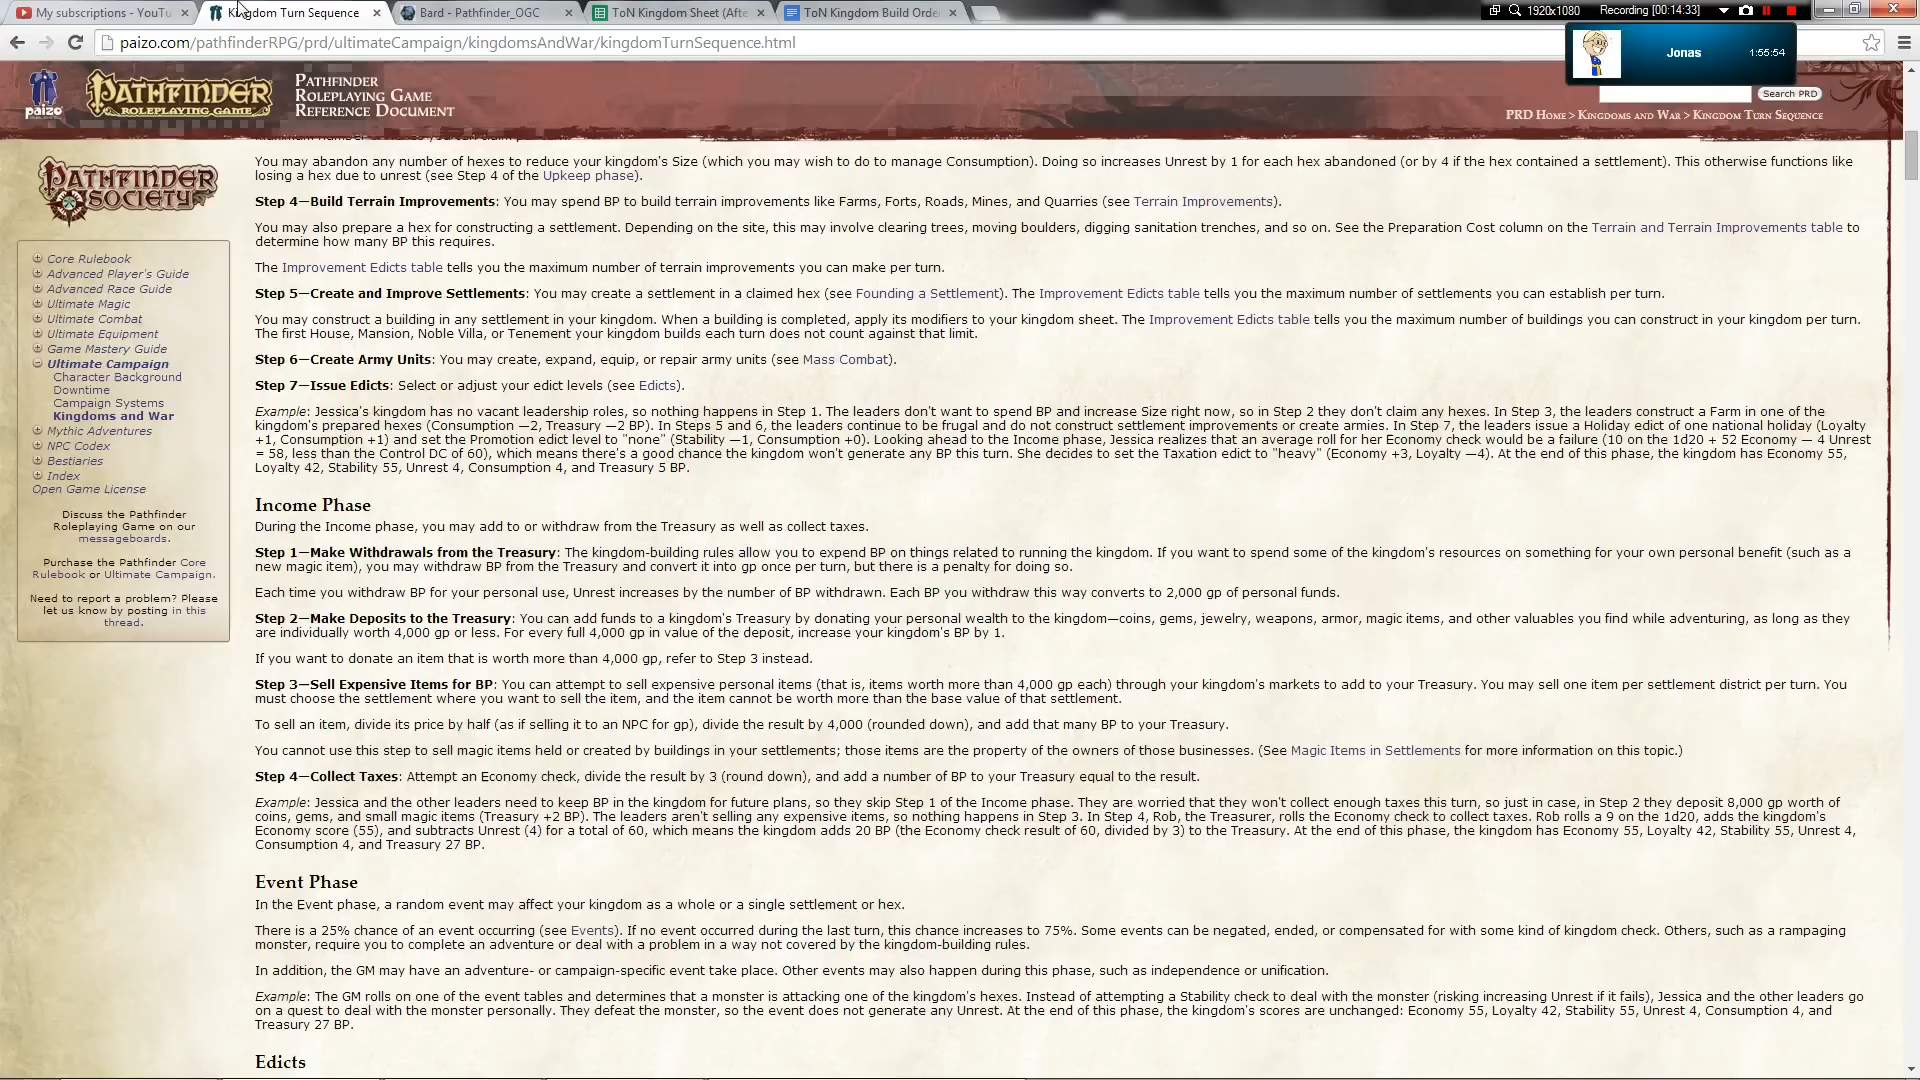 My subscriptions - YouTu
Kingdom Turn Sequence
Bard - Pathfinder_OGC
ToN Kingdom Sheet (Afte
ToN Kingdom Build Orde
1920x1080
Recording [00:14:33]
paizo.com/pathfinderRPG/prd/ultimateCampaign/kingdomsAndWar/kingdomTurnSequence.html
Jonas
1:55:54
paizo
PATHFINDER
ROLEPLAYING GAME
PATHFINDER
ROLEPLAYING GAME
REFERENCE DOCUMENT
Search PRD
PRD HOME > KINGDOMS AND WAR > KINGDOM TURN SEQUENCE
PATHFINDER
SOCIETY
Core Rulebook
Advanced Player's Guide
Advanced Race Guide
Ultimate Magic
Ultimate Combat
Ultimate Equipment
Game Mastery Guide
Ultimate Campaign
Character Background
Downtime
Campaign Systems
Kingdoms and War
Mythic Adventures
NPC Codex
Bestiaries
Index
Open Game License
Discuss the Pathfinder
Roleplaying Game on our
messageboards.
Purchase the Pathfinder Core
Rulebook or Ultimate Campaign.
Need to report a problem? Please
let us know by posting in this
thread.
You may abandon any number of hexes to reduce your kingdom's Size (which you may wish to do to manage Consumption). Doing so increases Unrest by 1 for each hex abandoned (or by 4 if the hex contained a settlement). This otherwise functions like
losing a hex due to unrest (see Step 4 of the Upkeep phase).
Step 4—Build Terrain Improvements: You may spend BP to build terrain improvements like Farms, Forts, Roads, Mines, and Quarries (see Terrain Improvements).
You may also prepare a hex for constructing a settlement. Depending on the site, this may involve clearing trees, moving boulders, digging sanitation trenches, and so on. See the Preparation Cost column on the Terrain and Terrain Improvements table to
determine how many BP this requires.
The Improvement Edicts table tells you the maximum number of terrain improvements you can make per turn.
Step 5—Create and Improve Settlements: You may create a settlement in a claimed hex (see Founding a Settlement). The Improvement Edicts table tells you the maximum number of settlements you can establish per turn.
You may construct a building in any settlement in your kingdom. When a building is completed, apply its modifiers to your kingdom sheet. The Improvement Edicts table tells you the maximum number of buildings you can construct in your kingdom per turn.
The first House, Mansion, Noble Villa, or Tenement your kingdom builds each turn does not count against that limit.
Step 6—Create Army Units: You may create, expand, equip, or repair army units (see Mass Combat).
Step 7—Issue Edicts: Select or adjust your edict levels (see Edicts).
Example: Jessica's kingdom has no vacant leadership roles, so nothing happens in Step 1. The leaders don't want to spend BP and increase Size right now, so in Step 2 they don't claim any hexes. In Step 3, the leaders construct a Farm in one of the
kingdom's prepared hexes (Consumption —2, Treasury —2 BP). In Steps 5 and 6, the leaders continue to be frugal and do not construct settlement improvements or create armies. In Step 7, the leaders issue a Holiday edict of one national holiday (Loyalty
+1, Consumption +1) and set the Promotion edict level to "none" (Stability —1, Consumption +0). Looking ahead to the Income phase, Jessica realizes that an average roll for her Economy check would be a failure (10 on the 1d20 + 52 Economy — 4 Unrest
= 58, less than the Control DC of 60), which means there's a good chance the kingdom won't generate any BP this turn. She decides to set the Taxation edict to "heavy" (Economy +3, Loyalty —4). At the end of this phase, the kingdom has Economy 55,
Loyalty 42, Stability 55, Unrest 4, Consumption 4, and Treasury 5 BP.
Income Phase
During the Income phase, you may add to or withdraw from the Treasury as well as collect taxes.
Step 1—Make Withdrawals from the Treasury: The kingdom-building rules allow you to expend BP on things related to running the kingdom. If you want to spend some of the kingdom's resources on something for your own personal benefit (such as a
new magic item), you may withdraw BP from the Treasury and convert it into gp once per turn, but there is a penalty for doing so.
Each time you withdraw BP for your personal use, Unrest increases by the number of BP withdrawn. Each BP you withdraw this way converts to 2,000 gp of personal funds.
Step 2—Make Deposits to the Treasury: You can add funds to a kingdom's Treasury by donating your personal wealth to the kingdom—coins, gems, jewelry, weapons, armor, magic items, and other valuables you find while adventuring, as long as they
are individually worth 4,000 gp or less. For every full 4,000 gp in value of the deposit, increase your kingdom's BP by 1.
If you want to donate an item that is worth more than 4,000 gp, refer to Step 3 instead.
Step 3—Sell Expensive Items for BP: You can attempt to sell expensive personal items (that is, items worth more than 4,000 gp each) through your kingdom's markets to add to your Treasury. You may sell one item per settlement district per turn. You
must choose the settlement where you want to sell the item, and the item cannot be worth more than the base value of that settlement.
To sell an item, divide its price by half (as if selling it to an NPC for gp), divide the result by 4,000 (rounded down), and add that many BP to your Treasury.
You cannot use this step to sell magic items held or created by buildings in your settlements; those items are the property of the owners of those businesses. (See Magic Items in Settlements for more information on this topic.)
Step 4—Collect Taxes: Attempt an Economy check, divide the result by 3 (round down), and add a number of BP to your Treasury equal to the result.
Example: Jessica and the other leaders need to keep BP in the kingdom for future plans, so they skip Step 1 of the Income phase. They are worried that they won't collect enough taxes this turn, so just in case, in Step 2 they deposit 8,000 gp worth of
coins, gems, and small magic items (Treasury +2 BP). The leaders aren't selling any expensive items, so nothing happens in Step 3. In Step 4, Rob, the Treasurer, rolls the Economy check to collect taxes. Rob rolls a 9 on the 1d20, adds the kingdom's
Economy score (55), and subtracts Unrest (4) for a total of 60, which means the kingdom adds 20 BP (the Economy check result of 60, divided by 3) to the Treasury. At the end of this phase, the kingdom has Economy 55, Loyalty 42, Stability 55, Unrest 4,
Consumption 4, and Treasury 27 BP.
Event Phase
In the Event phase, a random event may affect your kingdom as a whole or a single settlement or hex.
There is a 25% chance of an event occurring (see Events). If no event occurred during the last turn, this chance increases to 75%. Some events can be negated, ended, or compensated for with some kind of kingdom check. Others, such as a rampaging
monster, require you to complete an adventure or deal with a problem in a way not covered by the kingdom-building rules.
In addition, the GM may have an adventure- or campaign-specific event take place. Other events may also happen during this phase, such as independence or unification.
Example: The GM rolls on one of the event tables and determines that a monster is attacking one of the kingdom's hexes. Instead of attempting a Stability check to deal with the monster (risking increasing Unrest if it fails), Jessica and the other leaders go
on a quest to deal with the monster personally. They defeat the monster, so the event does not generate any Unrest. At the end of this phase, the kingdom's scores are unchanged: Economy 55, Loyalty 42, Stability 55, Unrest 4, Consumption 4, and
Treasury 27 BP.
Edicts